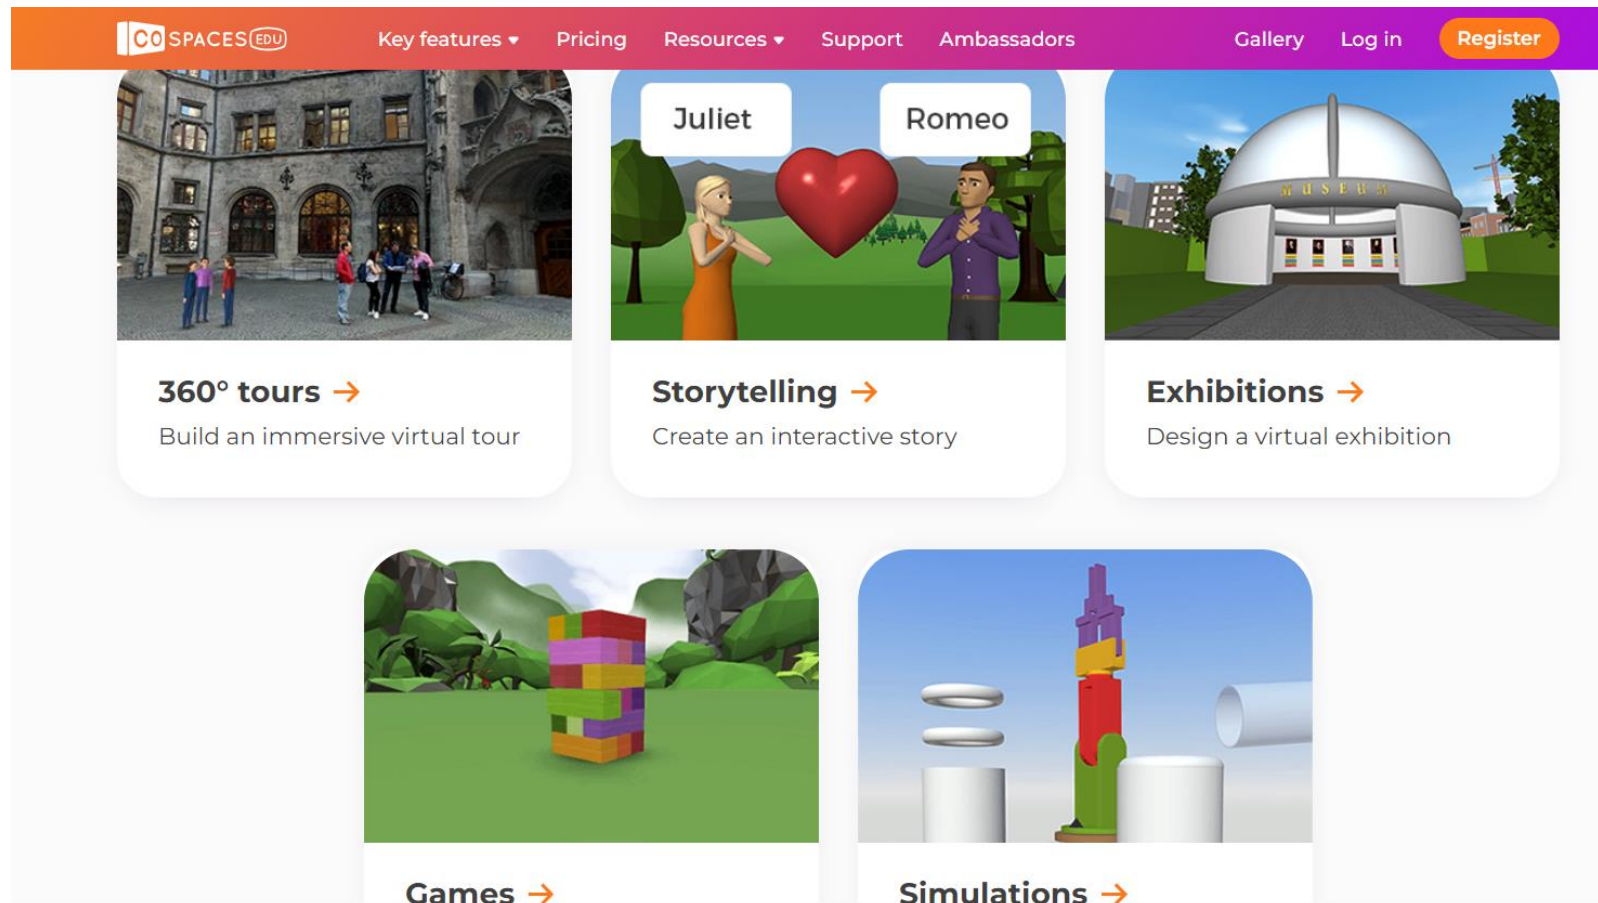 CO SPACES EDU Key features Pricing Resources Support Ambassadors Gallery Log in Register
Juliet
Romeo
MUSEUM
360° tours →
Build an immersive virtual tour
Storytelling →
Create an interactive story
Exhibitions →
Design a virtual exhibition
Games →
Simulations →